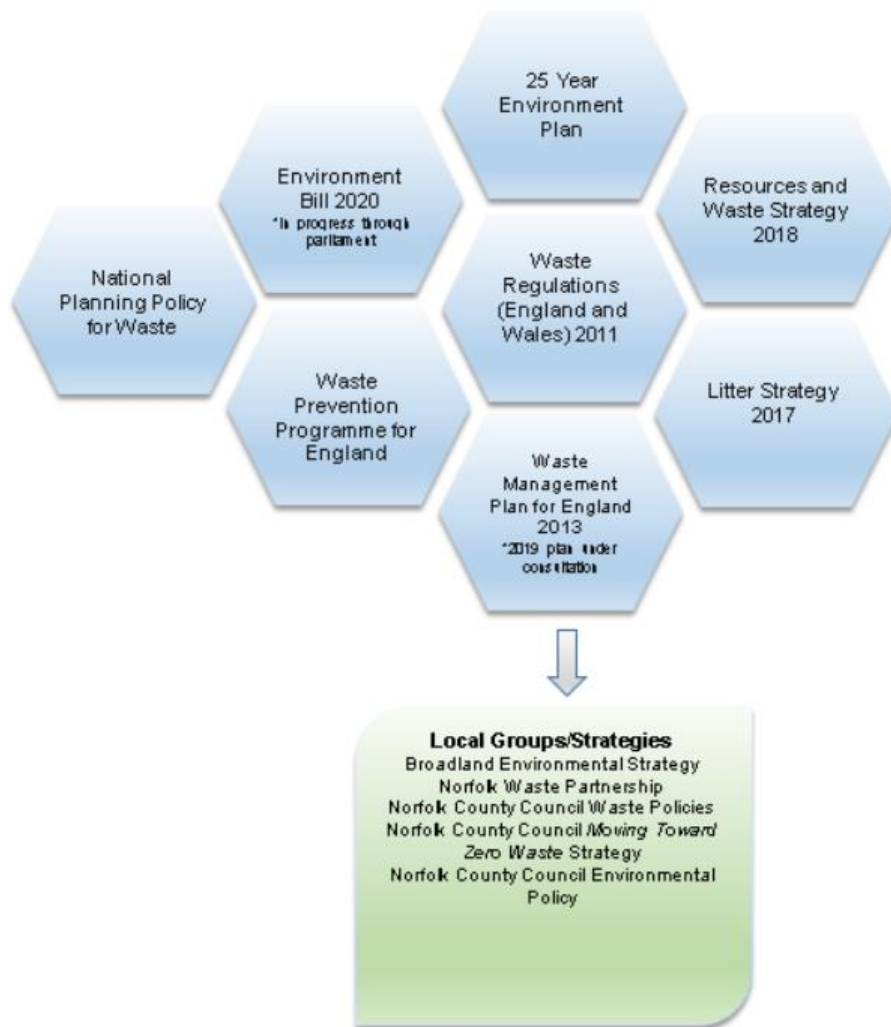 25 Year
Environment
Plan
Environment
Bill 2020
*In progress through
parliament
Resources and
Waste Strategy
2018
National
Planning Policy
for Waste
Waste
Regulations
(England and
Wales) 2011
Waste
Prevention
Programme for
England
Litter Strategy
2017
Waste
Management
Plan for England
2013
*2019 plan under
consultation
Local Groups/Strategies
Broadland Environmental Strategy
Norfolk Waste Partnership
Norfolk County Council Waste Policies
Norfolk County Council Moving Toward
Zero Waste Strategy
Norfolk County Council Environmental
Policy